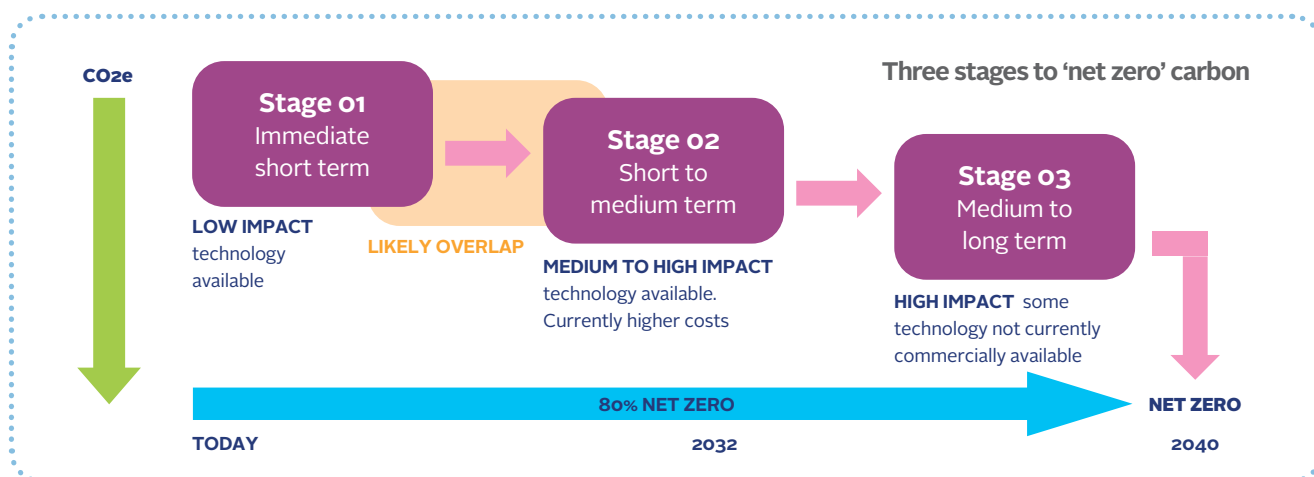 CO2e
Three stages to ‘net zero’ carbon
Stage 01
Immediate
short term
Stage 02
Short to
medium term
Stage 03
Medium to
long term
LOW IMPACT
technology
available
LIKELY OVERLAP
MEDIUM TO HIGH IMPACT
technology available.
Currently higher costs
HIGH IMPACT some
technology not currently
commercially available
80% NET ZERO
NET ZERO
TODAY
2032
2040